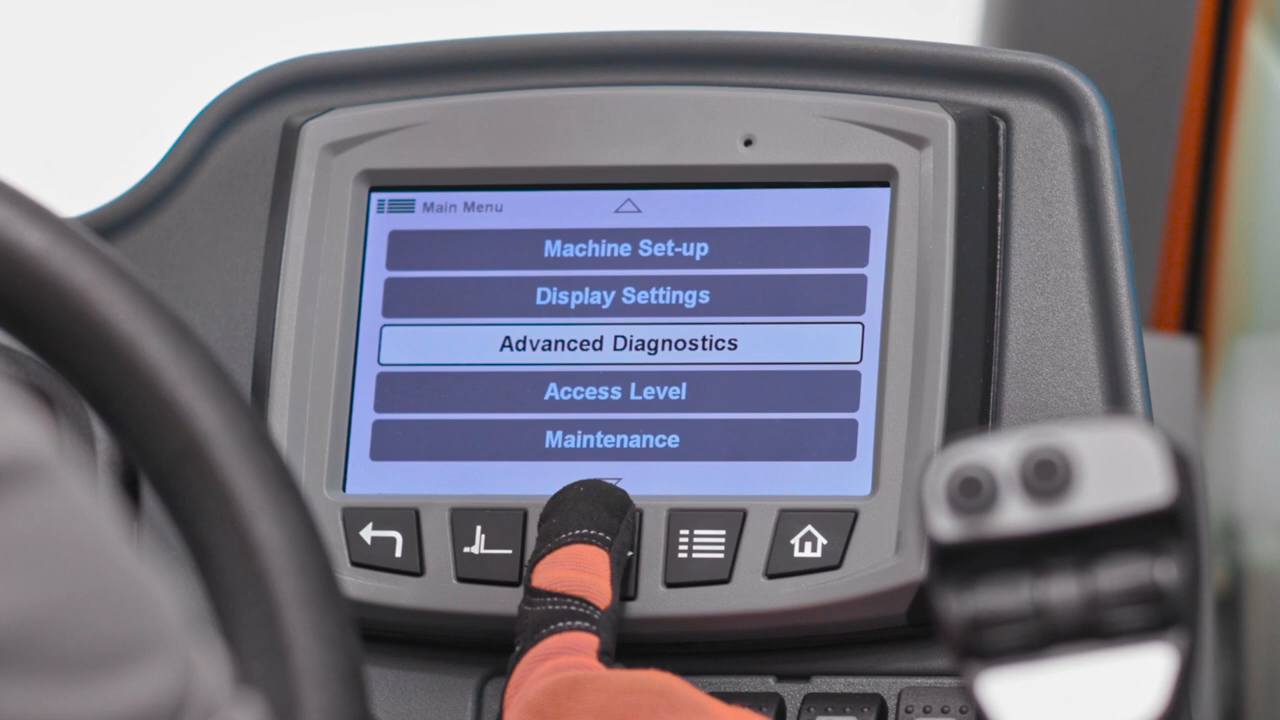 Main Menu
Machine Set-up
Display Settings
Advanced Diagnostics
Access Level
Maintenance